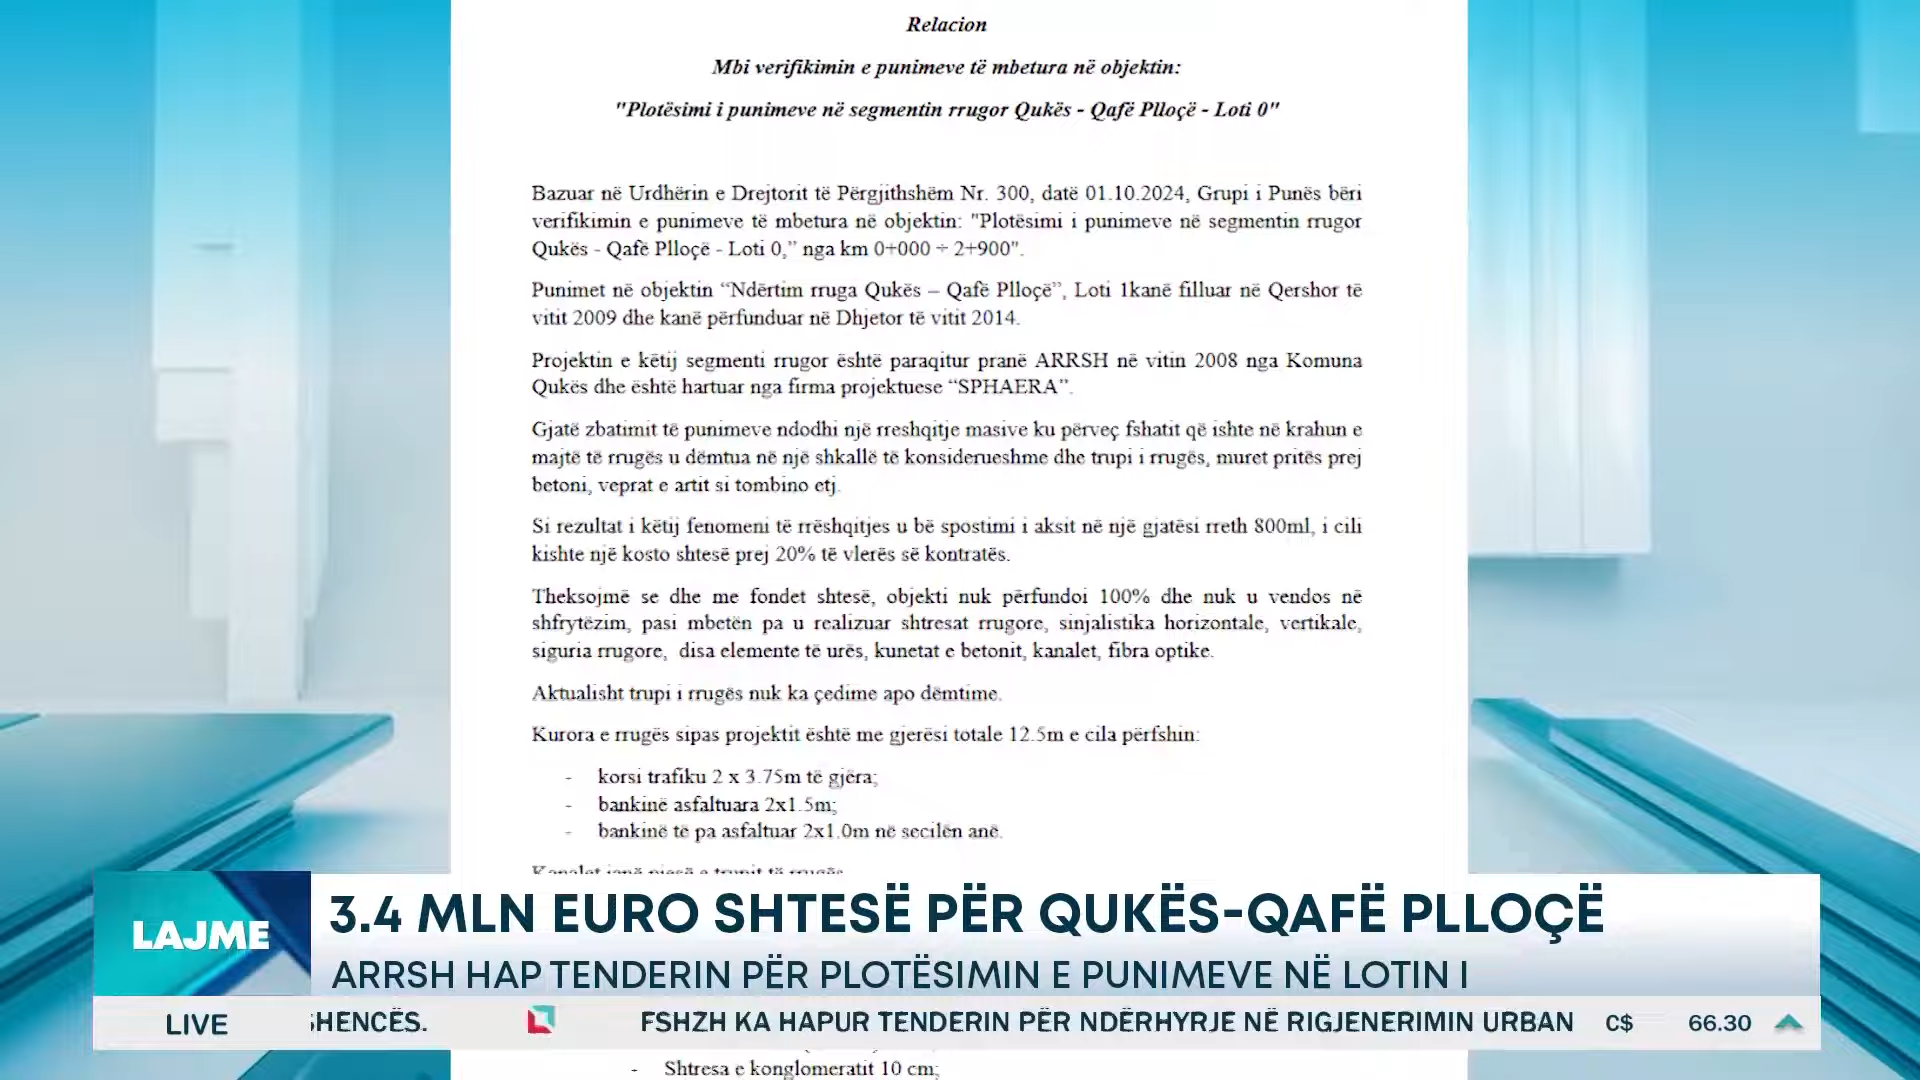 Relacion
Mbi verifikimin e punimeve të mbetura në objektin:
"Plotësimi i punimeve në segmentin rrugor Qukës - Qafë Plloçë - Loti 0"
Bazuar në Urdhërin e Drejtorit të Përgjithshëm Nr. 300, datë 01.10.2024, Grupi i Punës bëri
verifikimin e punimeve të mbetura në objektin: "Plotësimi i punimeve në segmentin rrugor
Qukës - Qafë Plloçë - Loti 0,” nga km 0+000 ÷ 2+900".
Punimet në objektin “Ndërtim rruga Qukës – Qafë Plloçë”, Loti 1kanë filluar në Qershor të
vitit 2009 dhe kanë përfunduar në Dhjetor të vitit 2014.
Projektin e këtij segmenti rrugor është paraqitur pranë ARRSH në vitin 2008 nga Komuna
Qukës dhe është hartuar nga firma projektuese “SPHAERA”.
Gjatë zbatimit të punimeve ndodhi një rreshqitje masive ku përveç fshatit që ishte në krahun e
majtë të rrugës u dëmtua në një shkallë të konsiderueshme dhe trupi i rrugës, muret pritës prej
betoni, veprat e artit si tombino etj.
Si rezultat i këtij fenomeni të rrëshqitjes u bë spostimi i aksit në një gjatësi rreth 800ml, i cili
kishte një kosto shtesë prej 20% të vlerës së kontratës.
Theksojmë se dhe me fondet shtesë, objekti nuk përfundoi 100% dhe nuk u vendos në
shfrytëzim, pasi mbetën pa u realizuar shtresat rrugore, sinjalistika horizontale, vertikale,
siguria rrugore, disa elemente të urës, kunetat e betonit, kanalet, fibra optike.
Aktualisht trupi i rrugës nuk ka çedime apo dëmtime.
Kurora e rrugës sipas projektit është me gjerësi totale 12.5m e cila përfshin:
- korsi trafiku 2 x 3.75m të gjëra;
- bankinë asfaltuara 2x1.5m;
- bankinë të pa asfaltuar 2x1.0m në secilën anë.
Kanalet janë pjesë e trupit të rrugës
LAJME
3.4 MLN EURO SHTESË PËR QUKËS-QAFË PLLOÇË
ARRSH HAP TENDERIN PËR PLOTËSIMIN E PUNIMEVE NË LOTIN I
LIVE SHENCËS. FSHZH KA HAPUR TENDERIN PËR NDËRHYRJE NË RIGJENERIMIN URBAN C$ 66.30
- Shtresa e konglomeratit 10 cm;